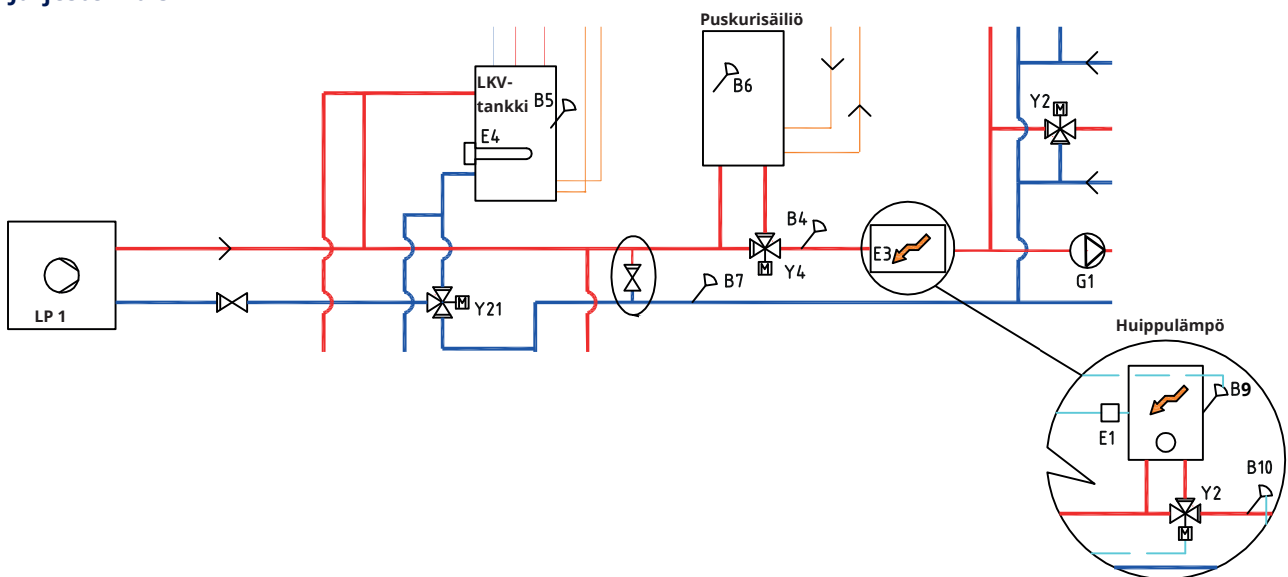 Puskurisäiliö
LKV-
tankki
B5
E4
B6
Y2
M
LP 1
M
Y21
B7
B4
M
Y4
E3
G1
Huippulämpö
B9
E1
B10
Y2
M